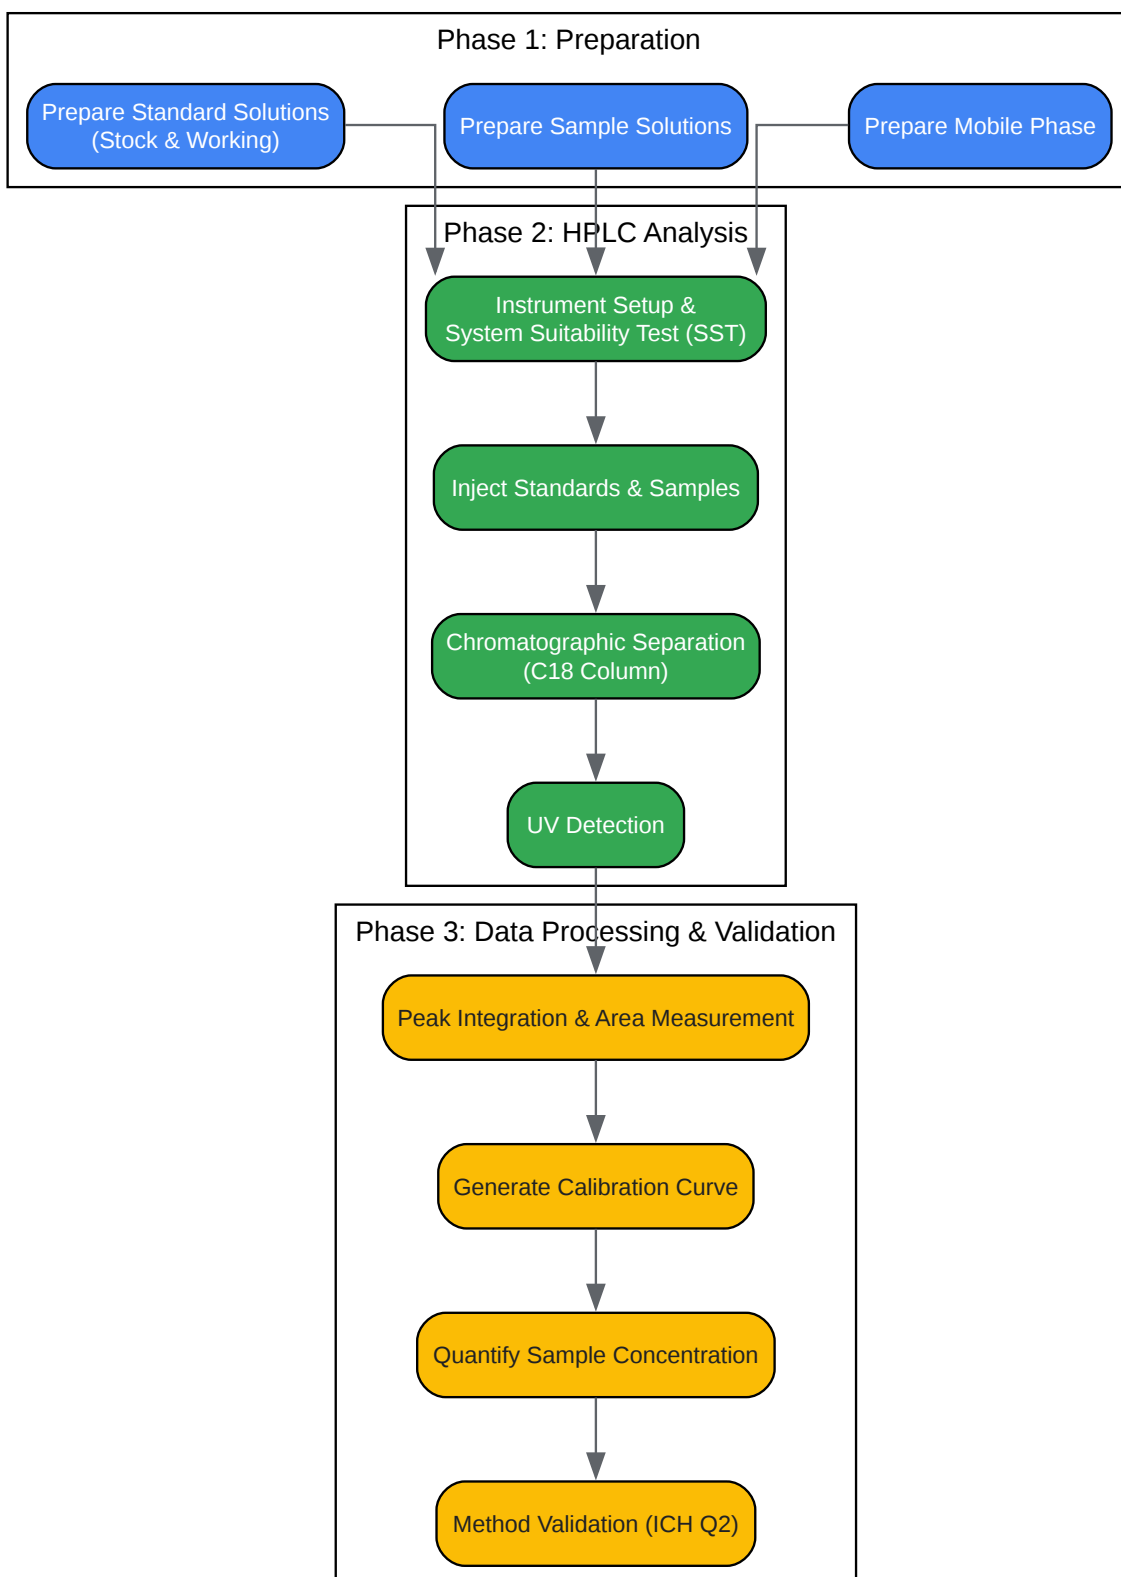 Phase 1: Preparation
Prepare Standard Solutions
(Stock & Working)
Prepare Sample Solutions
Prepare Mobile Phase
Phase 2: HPLC Analysis
Instrument Setup &
System Suitability Test (SST)
Inject Standards & Samples
Chromatographic Separation
(C18 Column)
UV Detection
Phase 3: Data Processing & Validation
Peak Integration & Area Measurement
Generate Calibration Curve
Quantify Sample Concentration
Method Validation (ICH Q2)